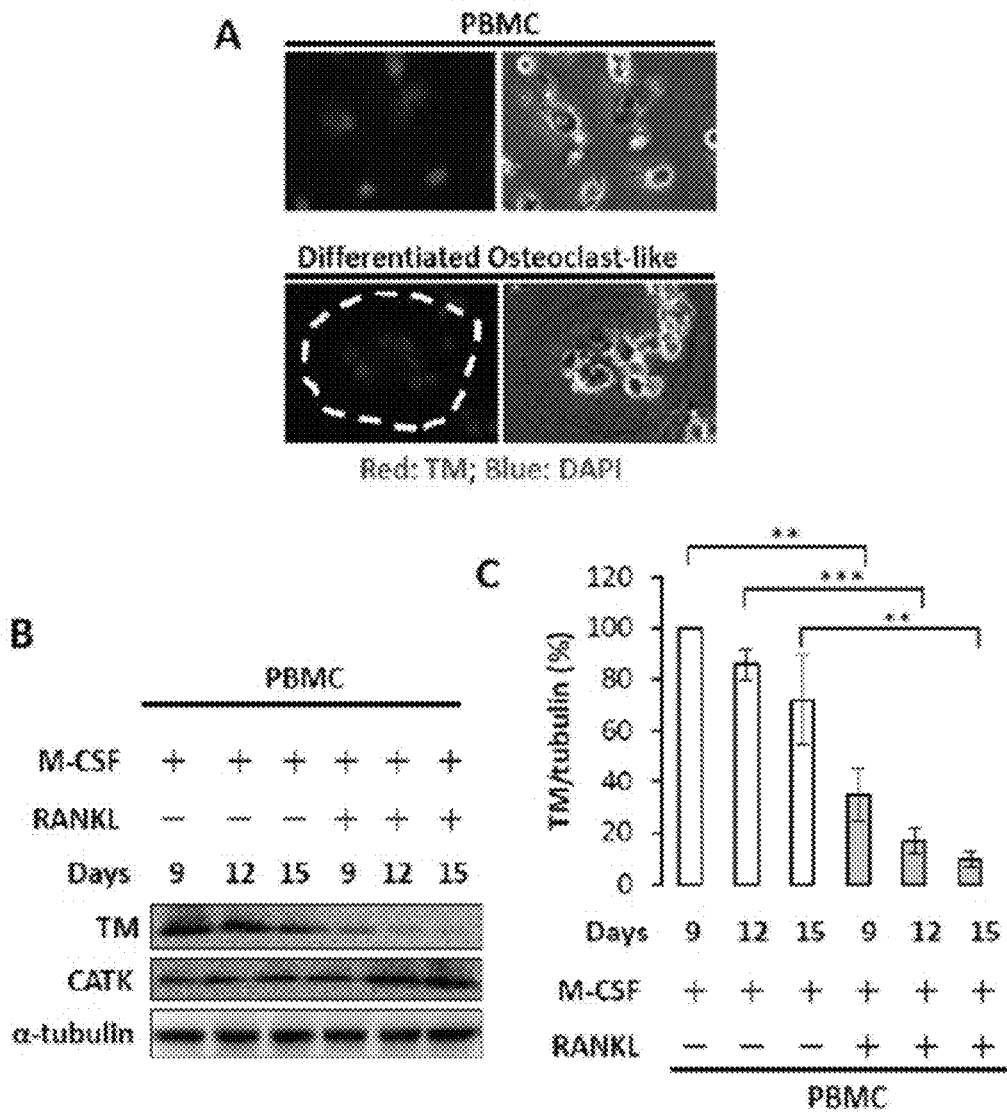 A
PBMC
Differentiated Osteoclast-like
Red: TM; Blue: DAPI
B
PBMC
M-CSF + + + + + +
RANKL − − − + + +
Days 9 12 15 9 12 15
TM
CATK
α-tubulin
C
**
***
**
TM/tubulin (%)
120
100
80
60
40
20
0
Days 9 12 15 9 12 15
M-CSF + + + + + +
RANKL − − − + + +
PBMC